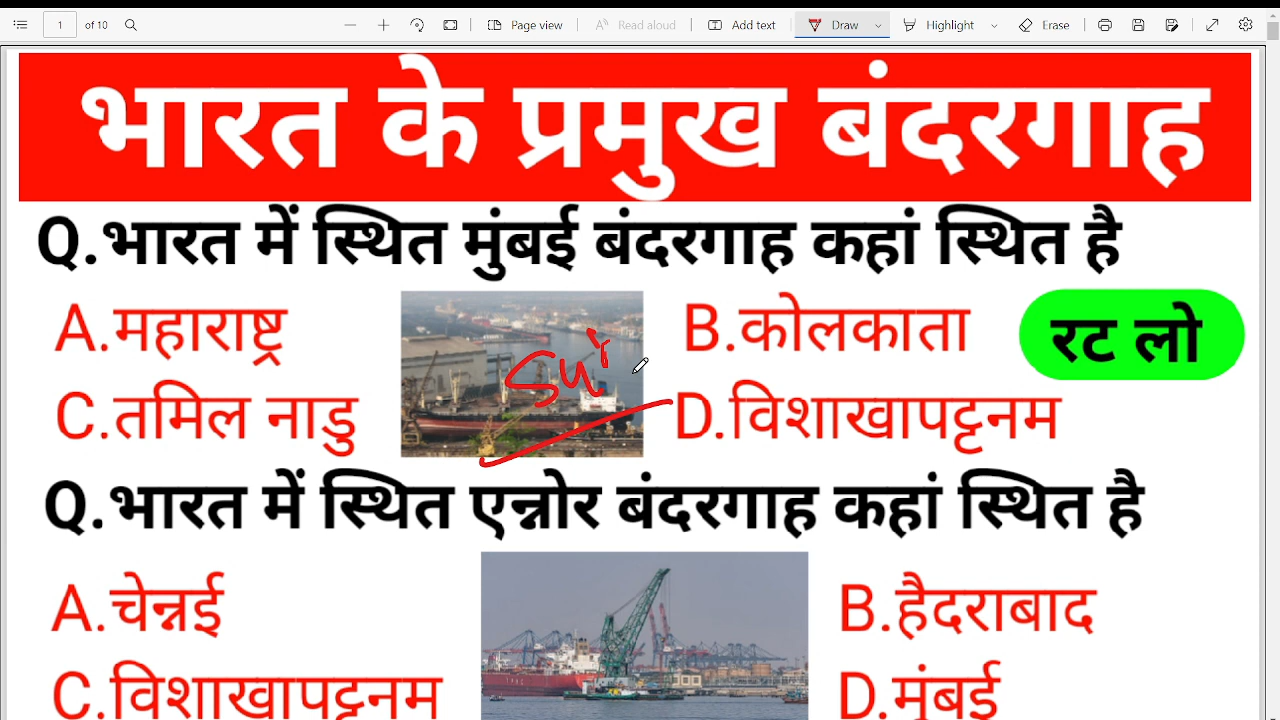 1 of 10 Page view Read aloud Add text Draw Highlight Erase
भारत के प्रमुख बंदरगाह
Q.भारत में स्थित मुंबई बंदरगाह कहां स्थित है
A.महाराष्ट्र B.कोलकाता रट लो
C.तमिल नाडु D.विशाखापट्टनम
Q.भारत में स्थित एन्नोर बंदरगाह कहां स्थित है
A.चेन्नई B.हैदराबाद
C.विशाखापट्टनम D.मुंबई